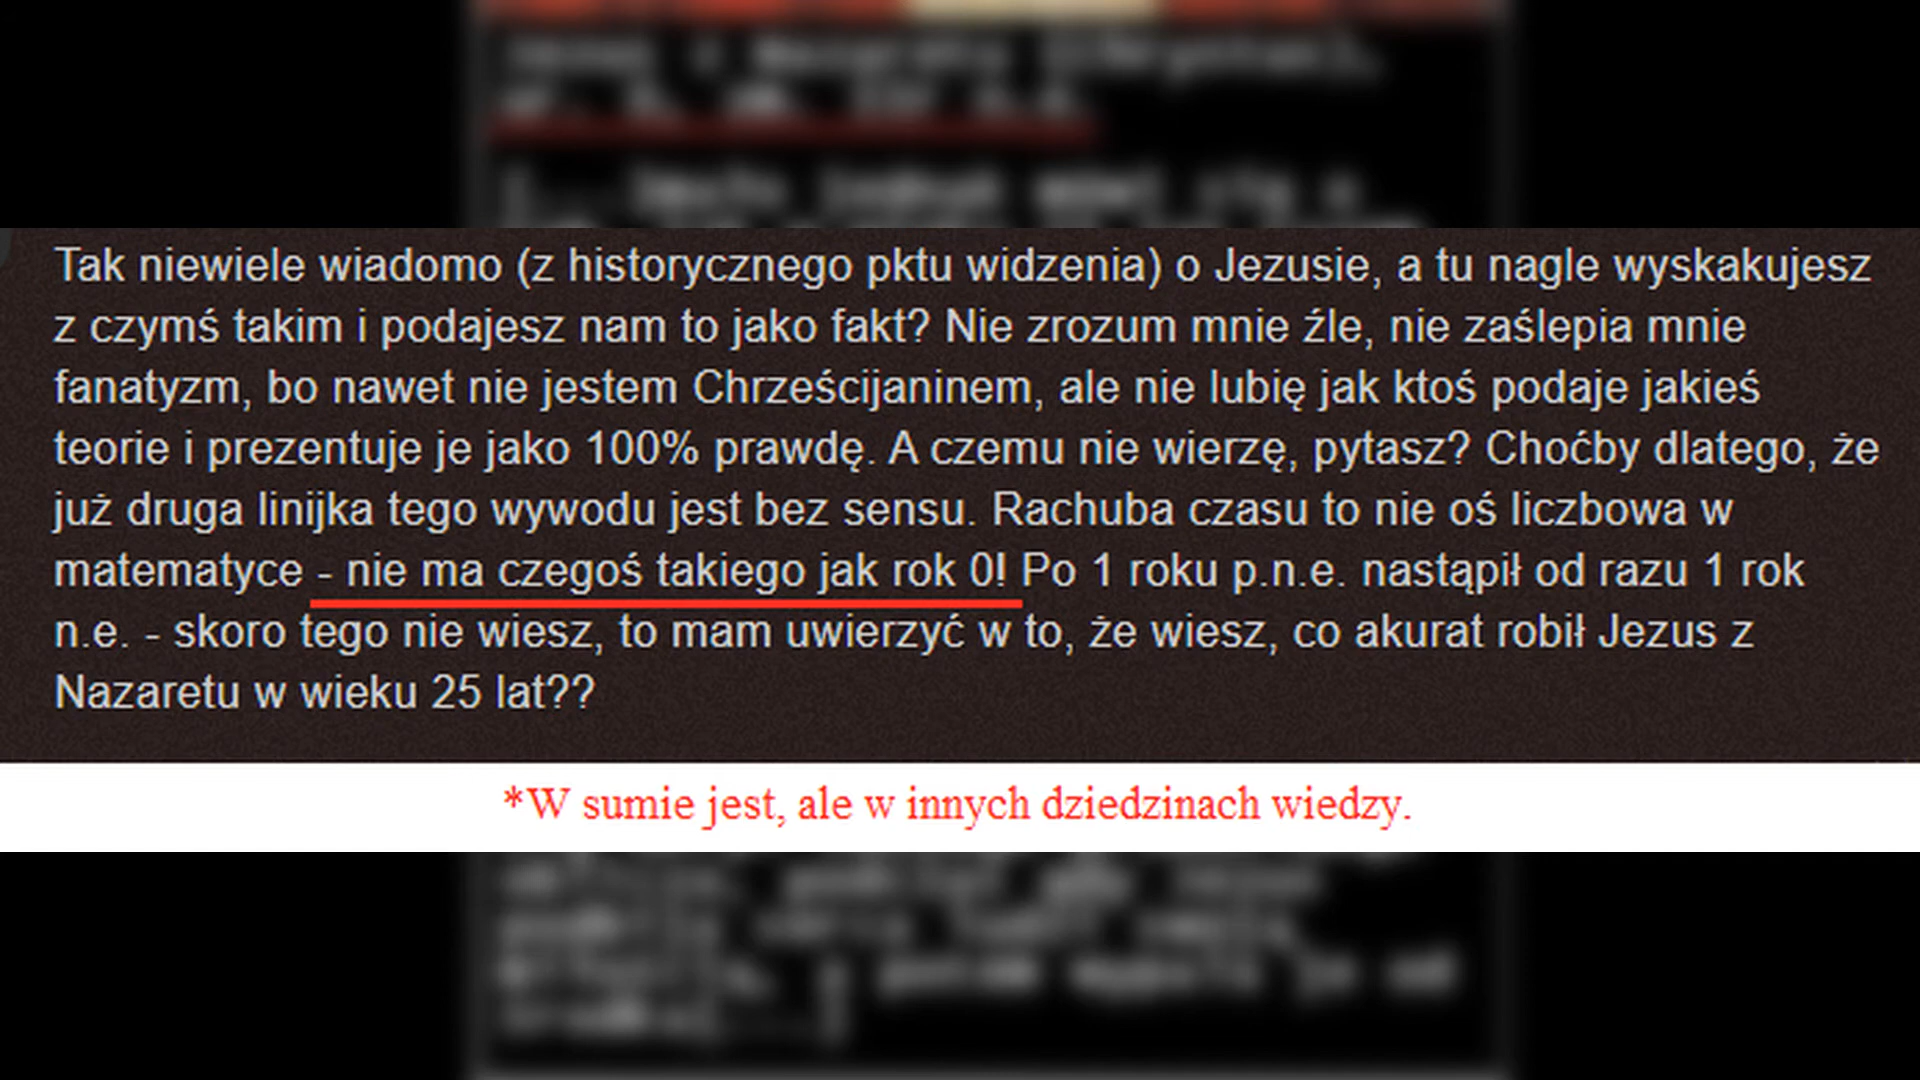 Tak niewiele wiadomo (z historycznego pktu widzenia) o Jezusie, a tu nagle wyskakujesz
z czymś takim i podajesz nam to jako fakt? Nie zrozum mnie źle, nie zaślepia mnie
fanatyzm, bo nawet nie jestem Chrześcijaninem, ale nie lubię jak ktoś podaje jakieś
teorie i prezentuje je jako 100% prawdę. A czemu nie wierzę, pytasz? Choćby dlatego, że
już druga linijka tego wywodu jest bez sensu. Rachuba czasu to nie oś liczbowa w
matematyce - nie ma czegoś takiego jak rok 0! Po 1 roku p.n.e. nastąpił od razu 1 rok
n.e. - skoro tego nie wiesz, to mam uwierzyć w to, że wiesz, co akurat robił Jezus z
Nazaretu w wieku 25 lat??
*W sumie jest, ale w innych dziedzinach wiedzy.